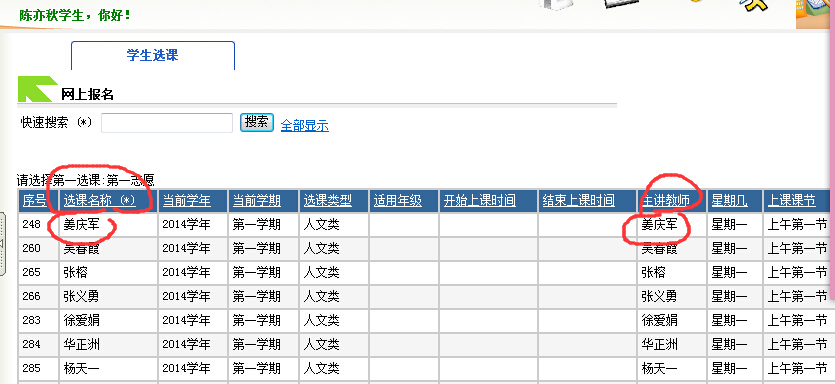 陈亦秋学生，你好！
学生选课
网上报名
快速搜索 (*) 搜索 全部显示
请选择第一选课:第一志愿
序号 选课名称 (*) 当前学年 当前学期 选课类型 适用年级 开始上课时间 结束上课时间 主讲教师 星期几 上课课节
248 姜庆军 2014学年 第一学期 人文类 姜庆军 星期一 上午第一节
260 吴春霞 2014学年 第一学期 人文类 吴春霞 星期一 上午第一节
265 张榕 2014学年 第一学期 人文类 张榕 星期一 上午第一节
266 张义勇 2014学年 第一学期 人文类 张义勇 星期一 上午第一节
283 徐爱娟 2014学年 第一学期 人文类 徐爱娟 星期一 上午第一节
284 华正洲 2014学年 第一学期 人文类 华正洲 星期一 上午第一节
285 杨天一 2014学年 第一学期 人文类 杨天一 星期一 上午第一节